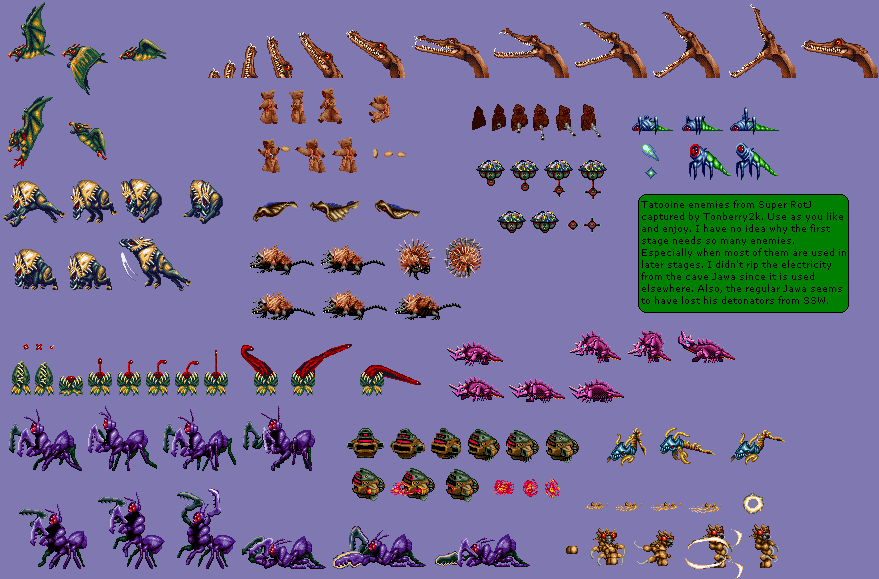 Tatooine enemies from Super RotJ
captured by Tonberry2k. Use as you like
and enjoy. I have no idea why the first
stage needs so many enemies.
Especially when most of them are used in
later stages. I didn't rip the electricity
from the cave Jawa since it is used
elsewhere. Also, the regular Jawa seems
to have lost his detonators from SSW.